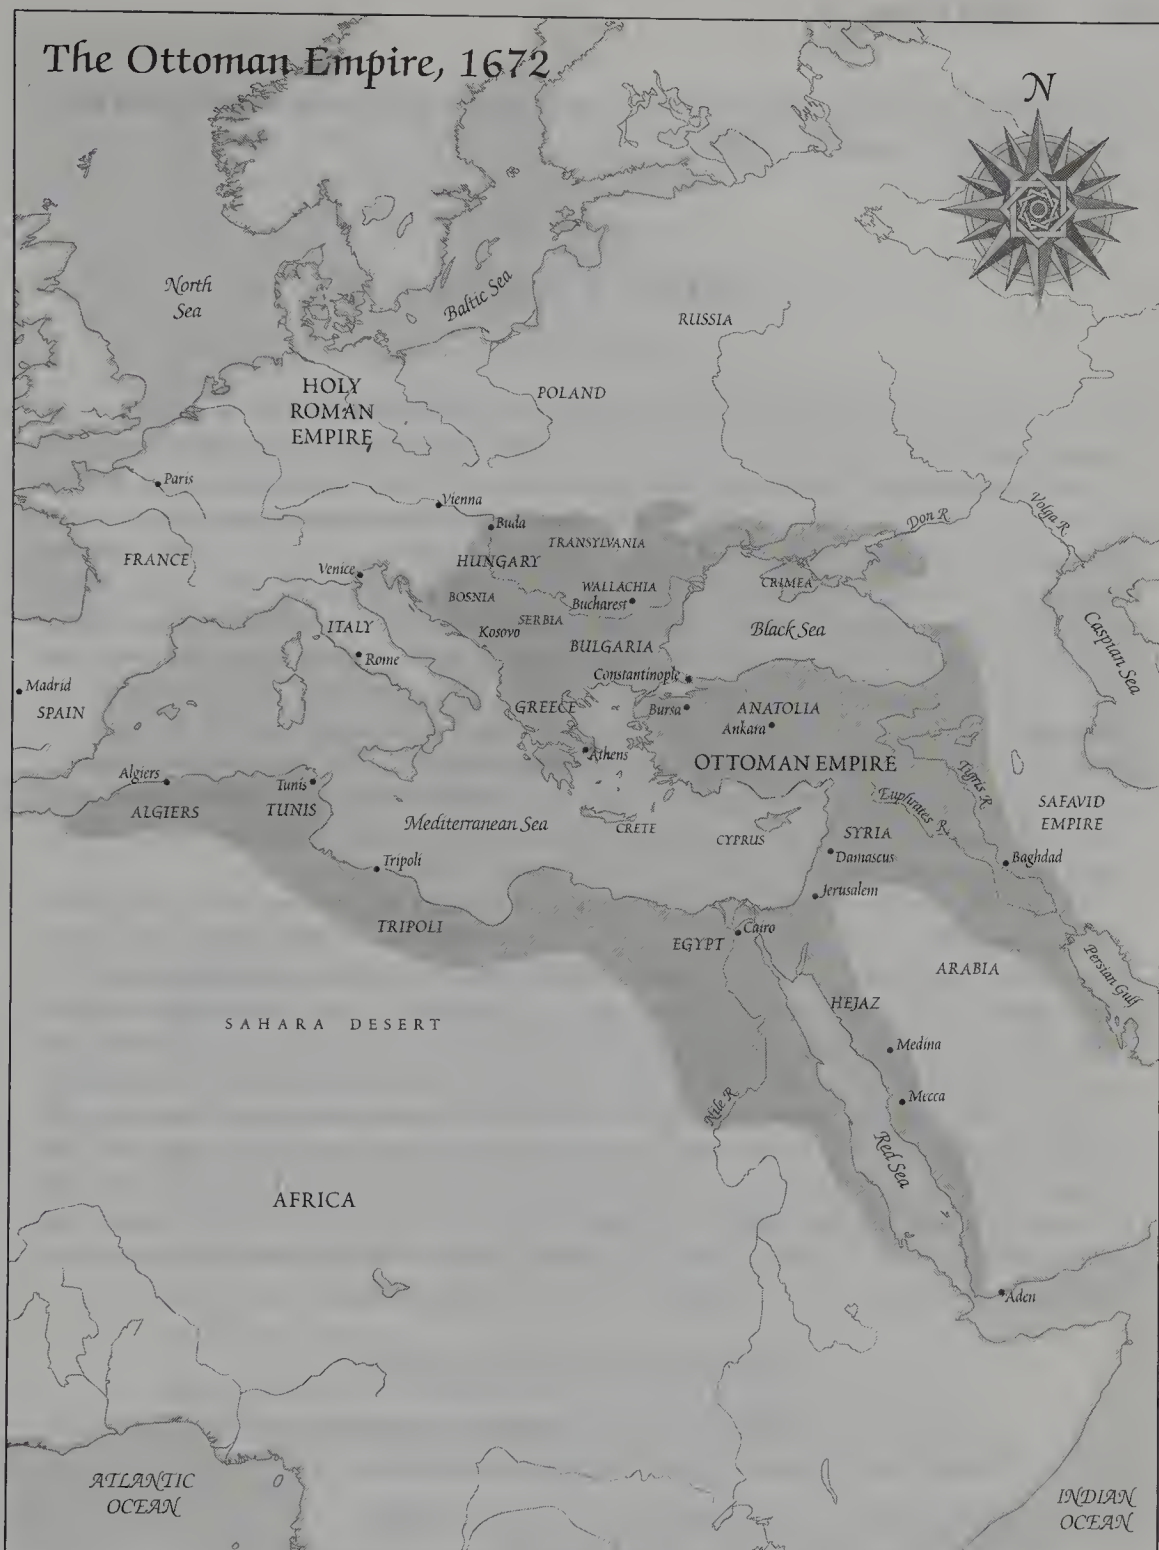 The Ottoman Empire, 1672
N
North
Sea
Baltic Sea
RUSSIA
HOLY
ROMAN
EMPIRE
POLAND
Paris
Vienna
Buda
Don R
Volga R.
FRANCE
TRANSYLVANIA
HUNGARY
Venice
CRIMEA
WALLACHIA
Bucharest
BOSNIA
SERBIA
Kosovo
ITALY
Black Sea
Caspian Sea
BULGARIA
Rome
Constantinople
Madrid
SPAIN
GREECE
Bursa
ANATOLIA
Ankara
Athens
OTTOMAN EMPIRE
Algiers
Tunis
Tigris R.
ALGIERS
TUNIS
Euphrates R.
SAFAVID
EMPIRE
Mediterranean Sea
CRETE
CYPRUS
SYRIA
Damascus
Baghdad
Tripoli
Jerusalem
TRIPOLI
Cairo
EGYPT
ARABIA
Persian Gulf
HEJAZ
SAHARA DESERT
Medina
Mecca
Nile R
Red Sea
AFRICA
Aden
ATLANTIC
OCEAN
INDIAN
OCEAN